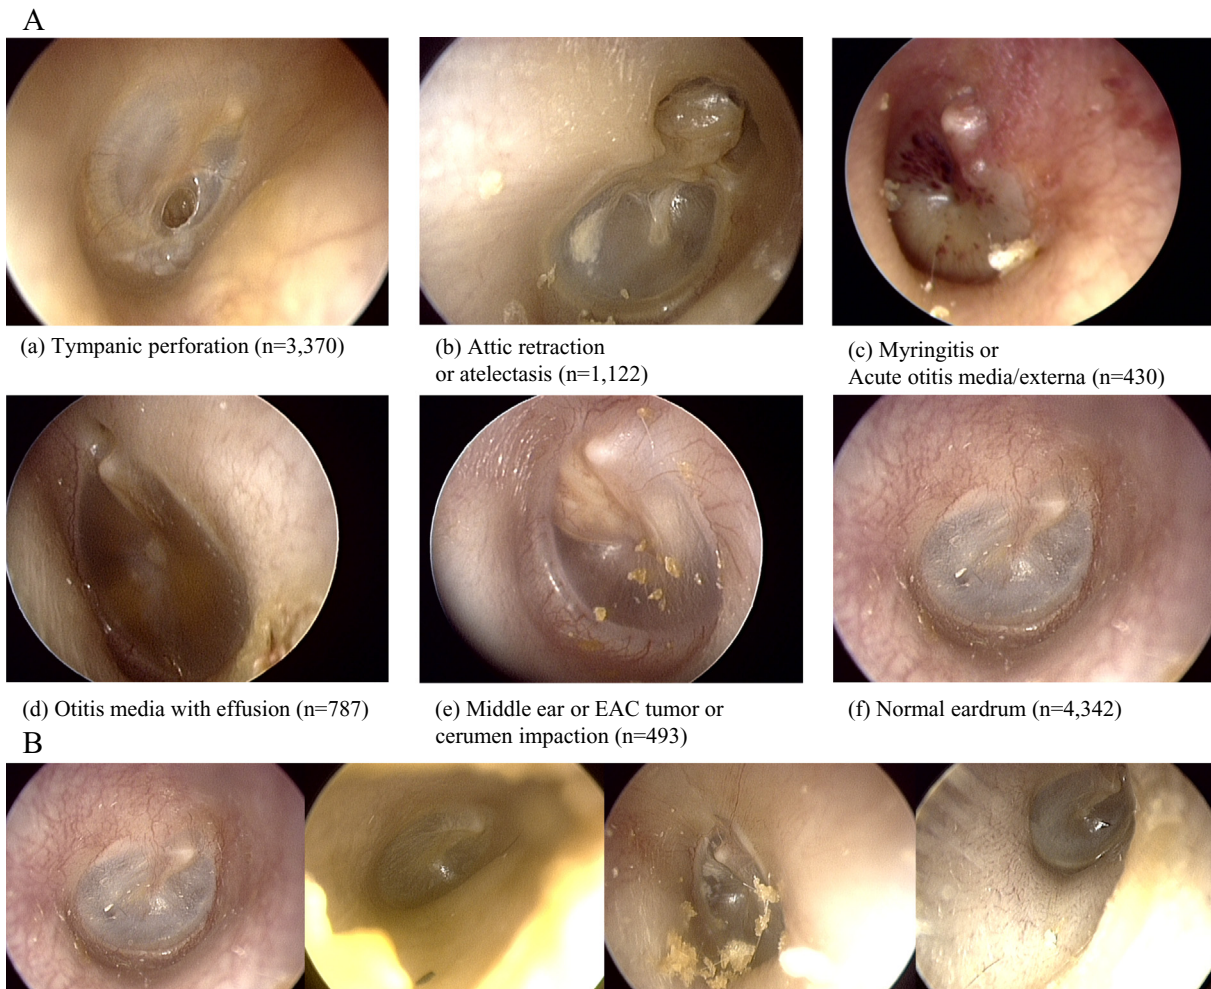 A
(a) Tympanic perforation (n=3,370)
(b) Attic retraction
or atelectasis (n=1,122)
(c) Myringitis or
Acute otitis media/externa (n=430)
(d) Otitis media with effusion (n=787)
(e) Middle ear or EAC tumor or
cerumen impaction (n=493)
(f) Normal eardrum (n=4,342)
B